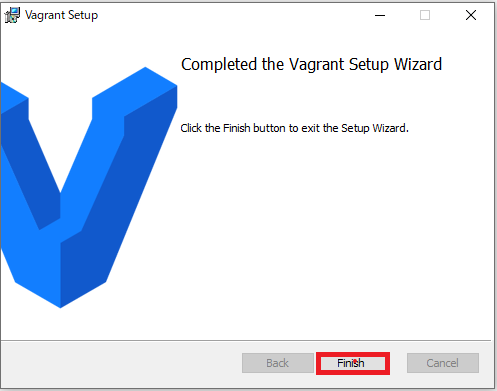 Vagrant Setup
Completed the Vagrant Setup Wizard
Click the Finish button to exit the Setup Wizard.
Back
Finish
Cancel